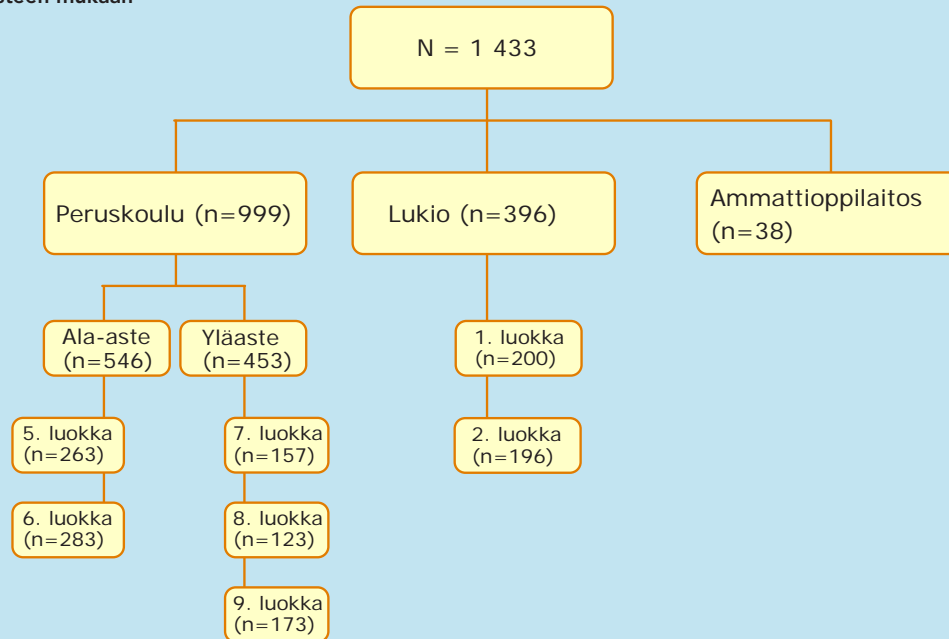 mukaan
N = 1 433
Peruskoulu (n=999)
Lukio (n=396)
Ammattioppilaitos
(n=38)
Ala-aste
(n=546)
Yläaste
(n=453)
1. luokka
(n=200)
5. luokka
(n=263)
7. luokka
(n=157)
2. luokka
(n=196)
6. luokka
(n=283)
8. luokka
(n=123)
9. luokka
(n=173)